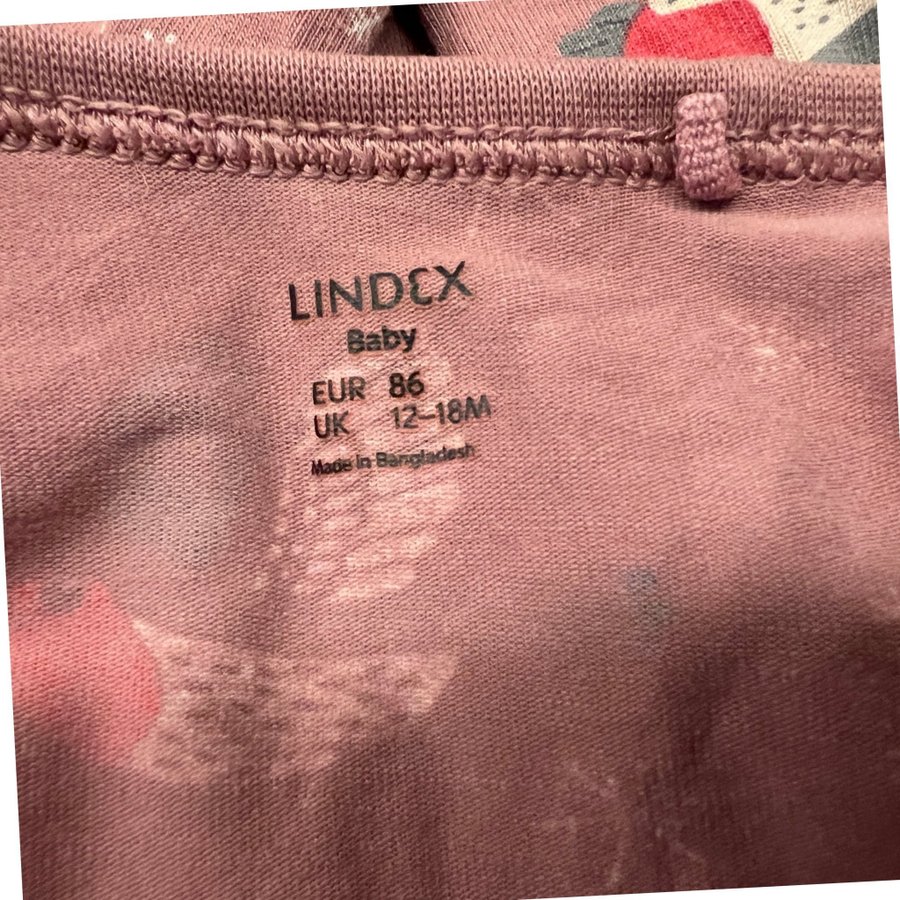 LINDEX
Baby
EUR 86
UK 12-18M
Made in Bangladesh